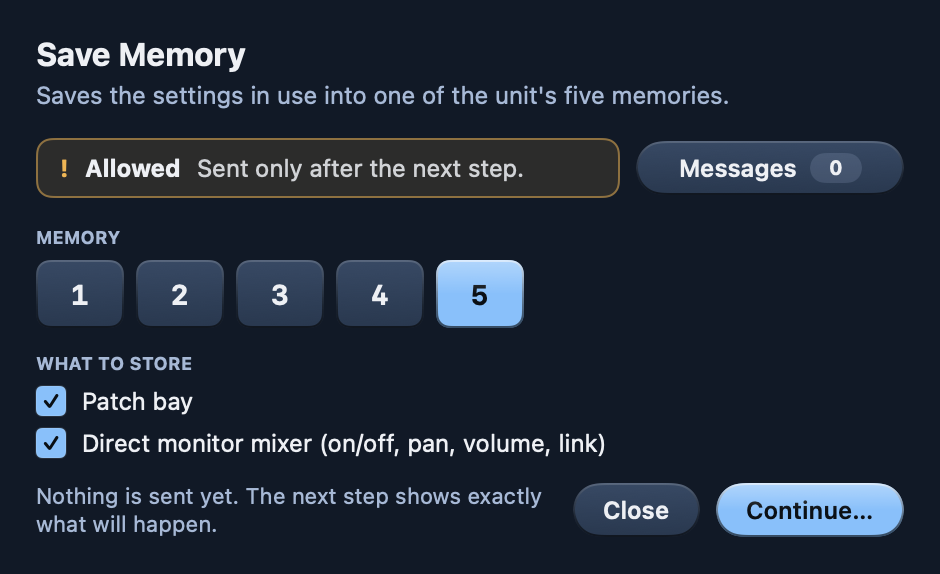 Save Memory
Saves the settings in use into one of the unit's five memories.
! Allowed Sent only after the next step.
Messages 0
MEMORY
1 2 3 4 5
WHAT TO STORE
Patch bay
Direct monitor mixer (on/off, pan, volume, link)
Nothing is sent yet. The next step shows exactly
what will happen.
Close Continue...